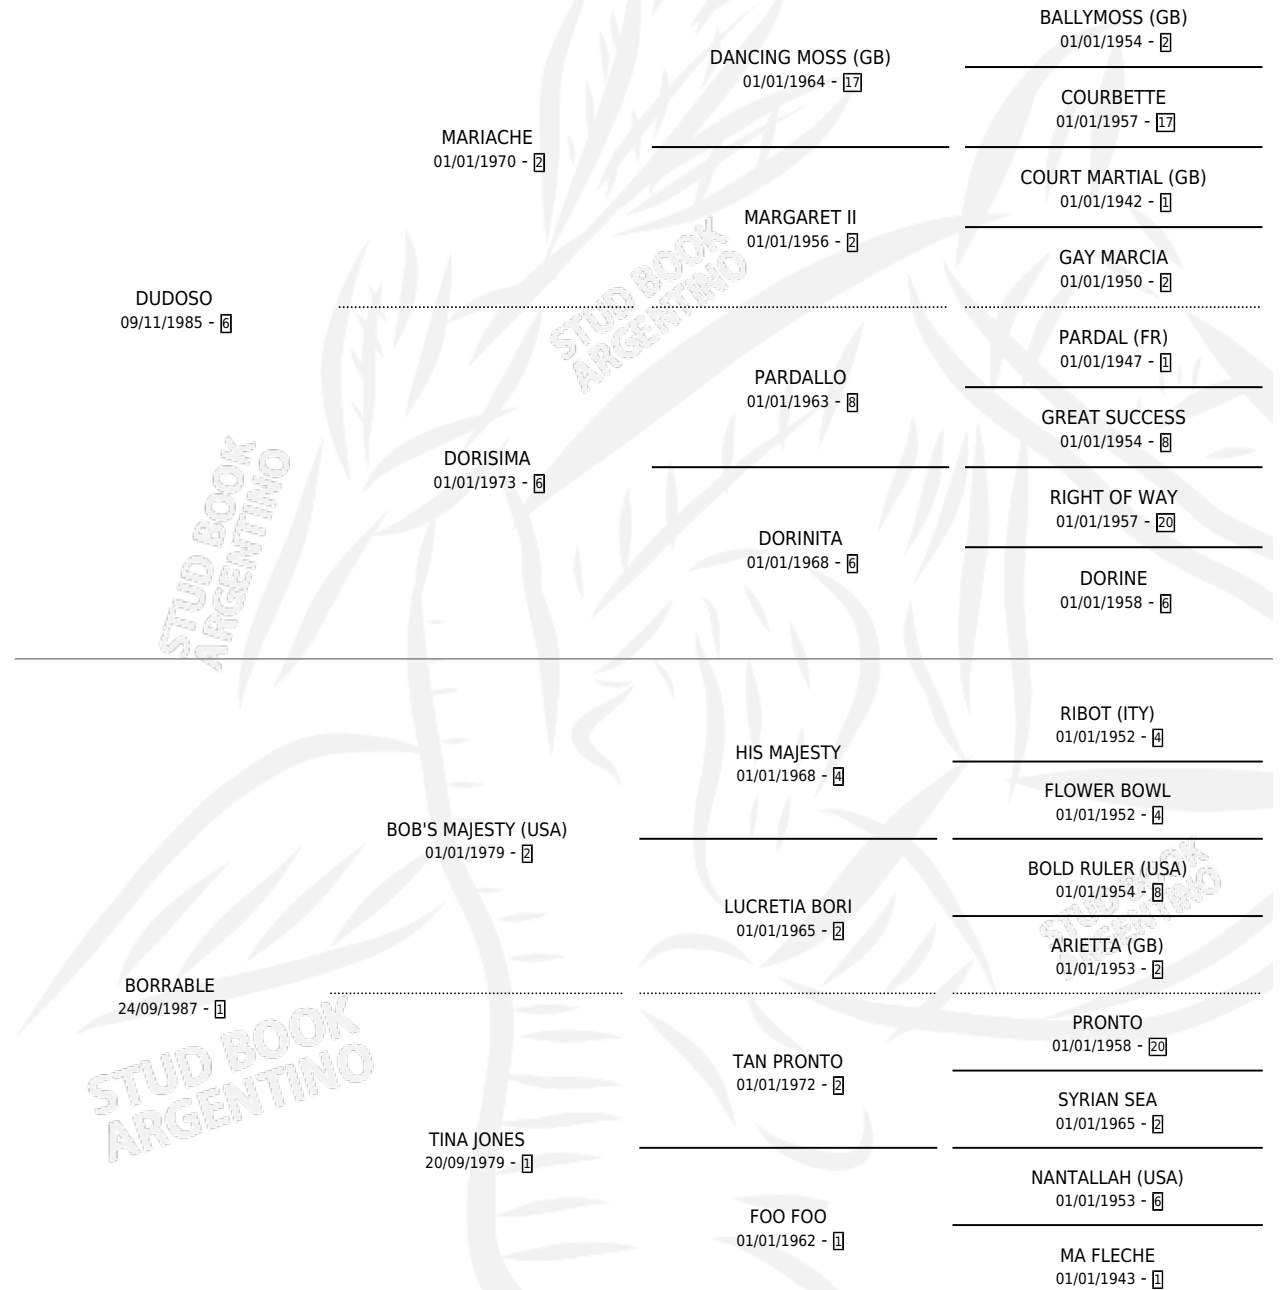 DUDOSO
09/11/1985 - 6
MARIACHE
01/01/1970 - 2
DORISIMA
01/01/1973 - 6
DANCING MOSS (GB)
01/01/1964 - 17
MARGARET II
01/01/1956 - 2
PARDALLO
01/01/1963 - 8
DORINITA
01/01/1968 - 6
BALLYMOSS (GB)
01/01/1954 - 2
COURBETTE
01/01/1957 - 17
COURT MARTIAL (GB)
01/01/1942 - 1
GAY MARCIA
01/01/1950 - 2
PARDAL (FR)
01/01/1947 - 1
GREAT SUCCESS
01/01/1954 - 8
RIGHT OF WAY
01/01/1957 - 20
DORINE
01/01/1958 - 6
STUD BOOK
ARGENTINO
STUD BOOK
ARGENTINO
BORRABLE
24/09/1987 - 1
BOB'S MAJESTY (USA)
01/01/1979 - 2
TINA JONES
20/09/1979 - 1
HIS MAJESTY
01/01/1968 - 4
LUCRETIA BORI
01/01/1965 - 2
TAN PRONTO
01/01/1972 - 2
FOO FOO
01/01/1962 - 1
RIBOT (ITY)
01/01/1952 - 4
FLOWER BOWL
01/01/1952 - 4
BOLD RULER (USA)
01/01/1954 - 8
ARIETTA (GB)
01/01/1953 - 2
PRONTO
01/01/1958 - 20
SYRIAN SEA
01/01/1965 - 2
NANTALLAH (USA)
01/01/1953 - 6
MA FLECHE
01/01/1943 - 1
STUD BOOK
ARGENTINO
STUD BOOK
ARGENTINO